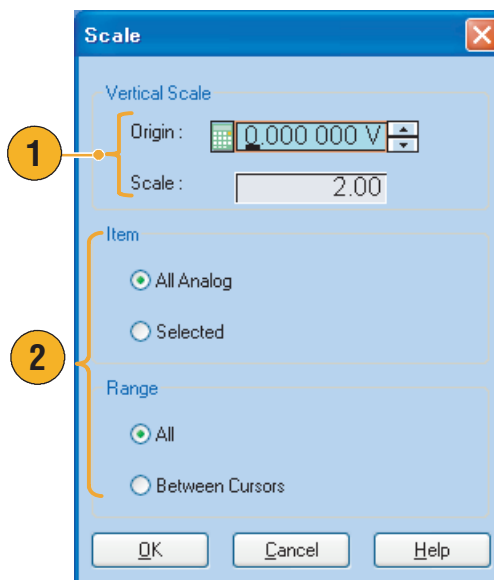 Scale
Vertical Scale
1
Origin :
0.000 000 V
Scale :
2.00
Item
All Analog
Selected
2
Range
All
Between Cursors
OK
Cancel
Help